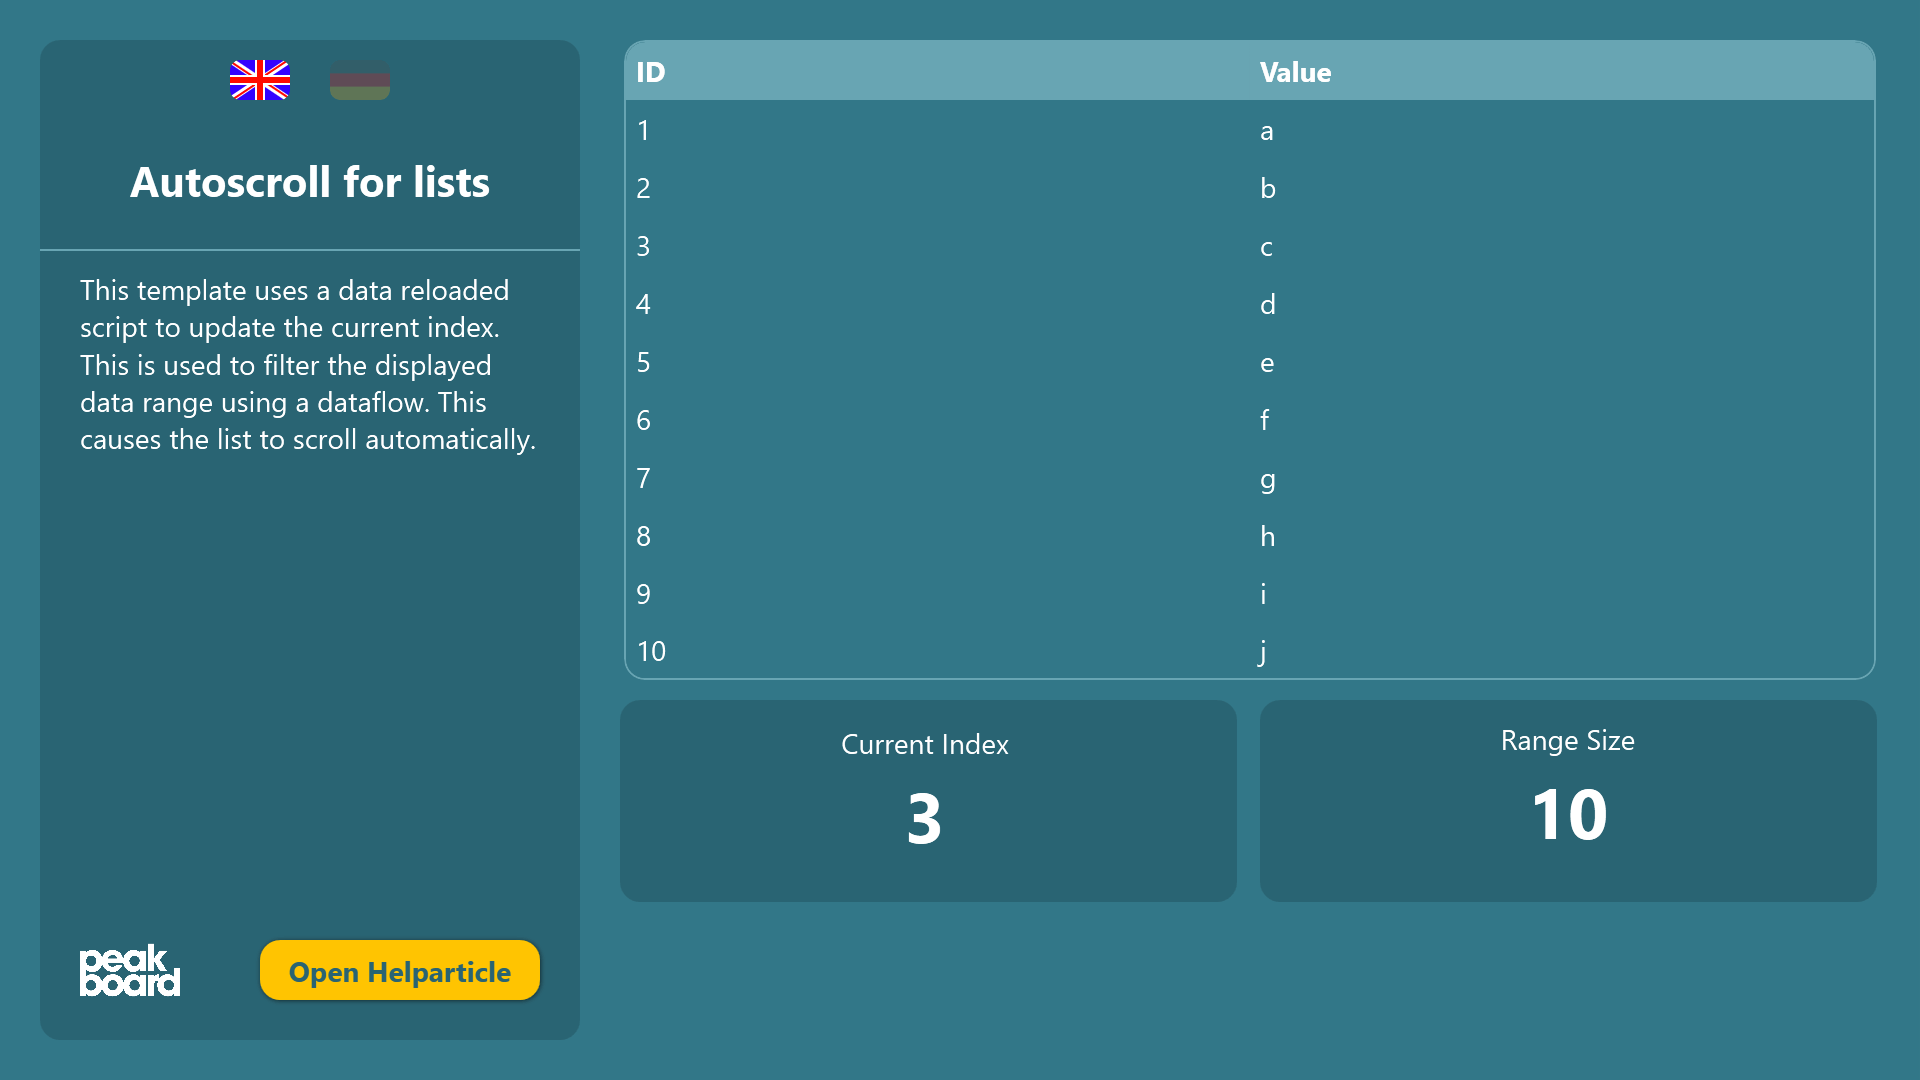 Autoscroll for lists
This template uses a data reloaded
script to update the current index.
This is used to filter the displayed
data range using a dataflow. This
causes the list to scroll automatically.
peak
board
Open Helparticle
ID Value
1 a
2 b
3 c
4 d
5 e
6 f
7 g
8 h
9 i
10 j
Current Index
3
Range Size
10